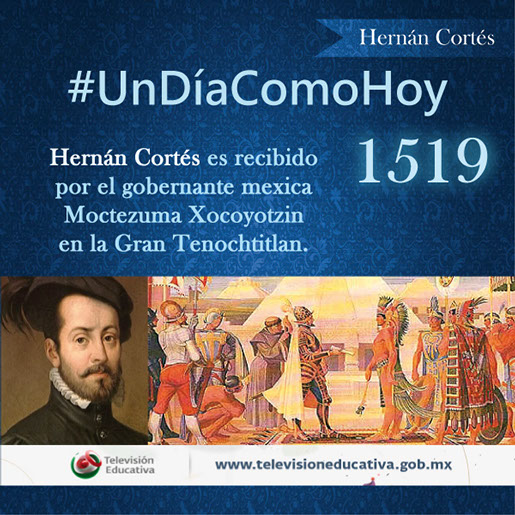 Hernán Cortés
#UnDíaComoHoy
Hernán Cortés es recibido
por el gobernante mexica
Moctezuma Xocoyotzin
en la Gran Tenochtitlan.
1519
Televisión
Educativa
www.televisioneducativa.gob.mx